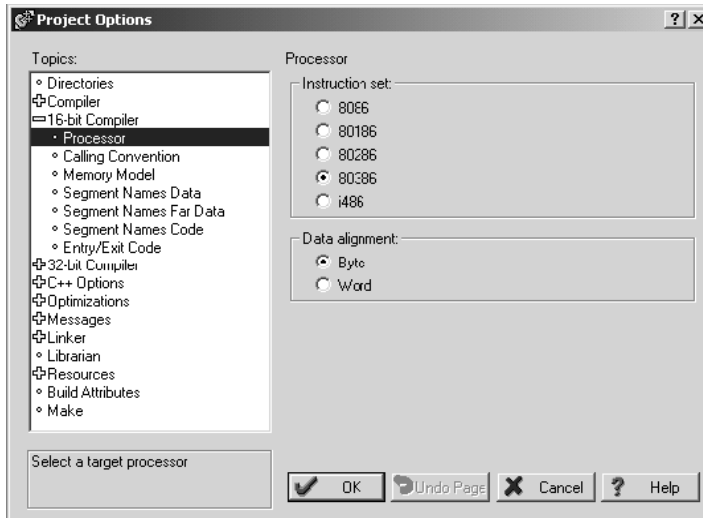 Project Options
Topics:
Directories
Compiler
16-bit Compiler
Processor
Calling Convention
Memory Model
Segment Names Data
Segment Names Far Data
Segment Names Code
Entry/Exit Code
32-bit Compiler
C++ Options
Optimizations
Messages
Linker
Librarian
Resources
Build Attributes
Make
Select a target processor
Processor
Instruction set:
8086
80186
80286
80386
i486
Data alignment:
Byte
Word
OK
Undo Page
Cancel
? Help